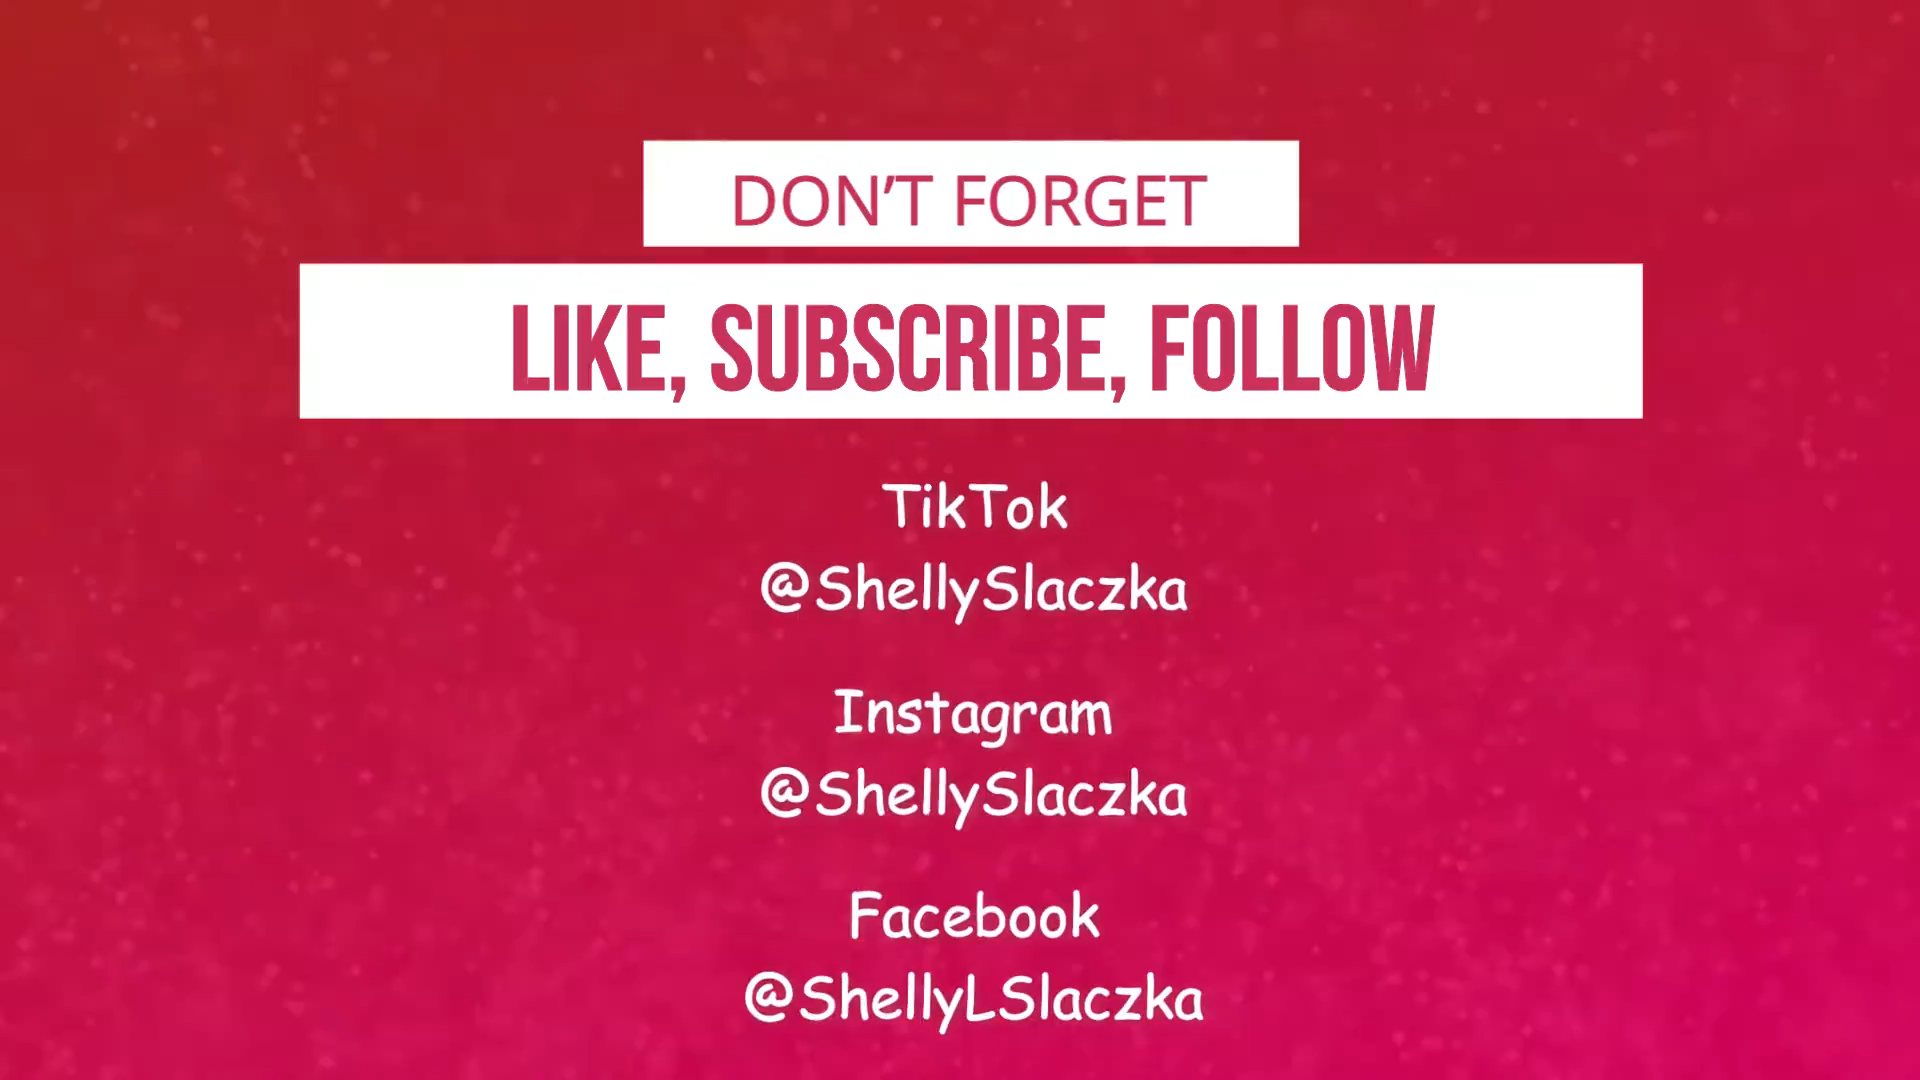 DON’T FORGET
LIKE, SUBSCRIBE, FOLLOW
TikTok
@ShellySlaczka
Instagram
@ShellySlaczka
Facebook
@ShellyLSlaczka